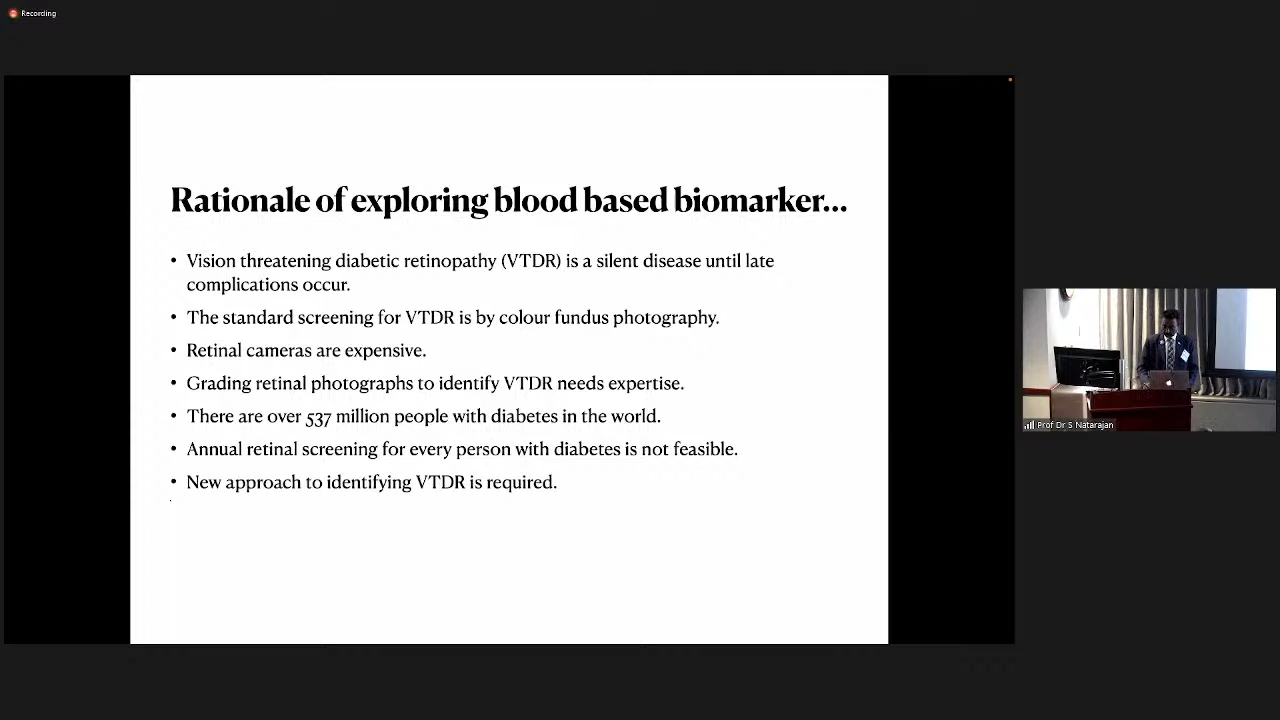 Recording
Rationale of exploring blood based biomarker...
• Vision threatening diabetic retinopathy (VTDR) is a silent disease until late
complications occur.
• The standard screening for VTDR is by colour fundus photography.
• Retinal cameras are expensive.
• Grading retinal photographs to identify VTDR needs expertise.
• There are over 537 million people with diabetes in the world.
• Annual retinal screening for every person with diabetes is not feasible.
• New approach to identifying VTDR is required.
Prof Dr S Natarajan